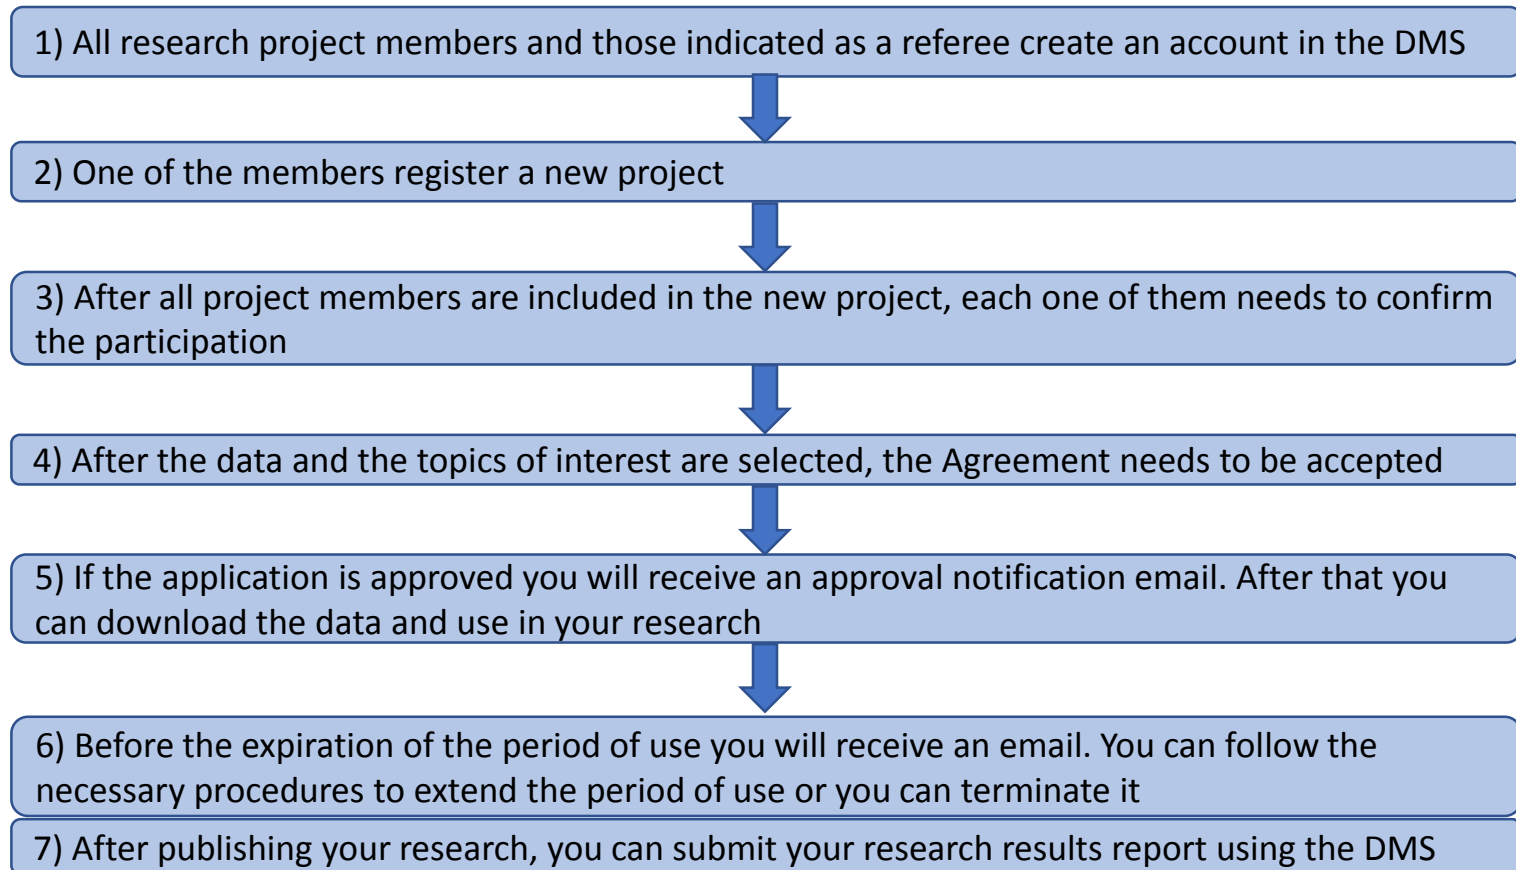 1) All research project members and those indicated as a referee create an account in the DMS
2) One of the members register a new project
3) After all project members are included in the new project, each one of them needs to confirm
the participation
4) After the data and the topics of interest are selected, the Agreement needs to be accepted
5) If the application is approved you will receive an approval notification email. After that you
can download the data and use in your research
6) Before the expiration of the period of use you will receive an email. You can follow the
necessary procedures to extend the period of use or you can terminate it
7) After publishing your research, you can submit your research results report using the DMS